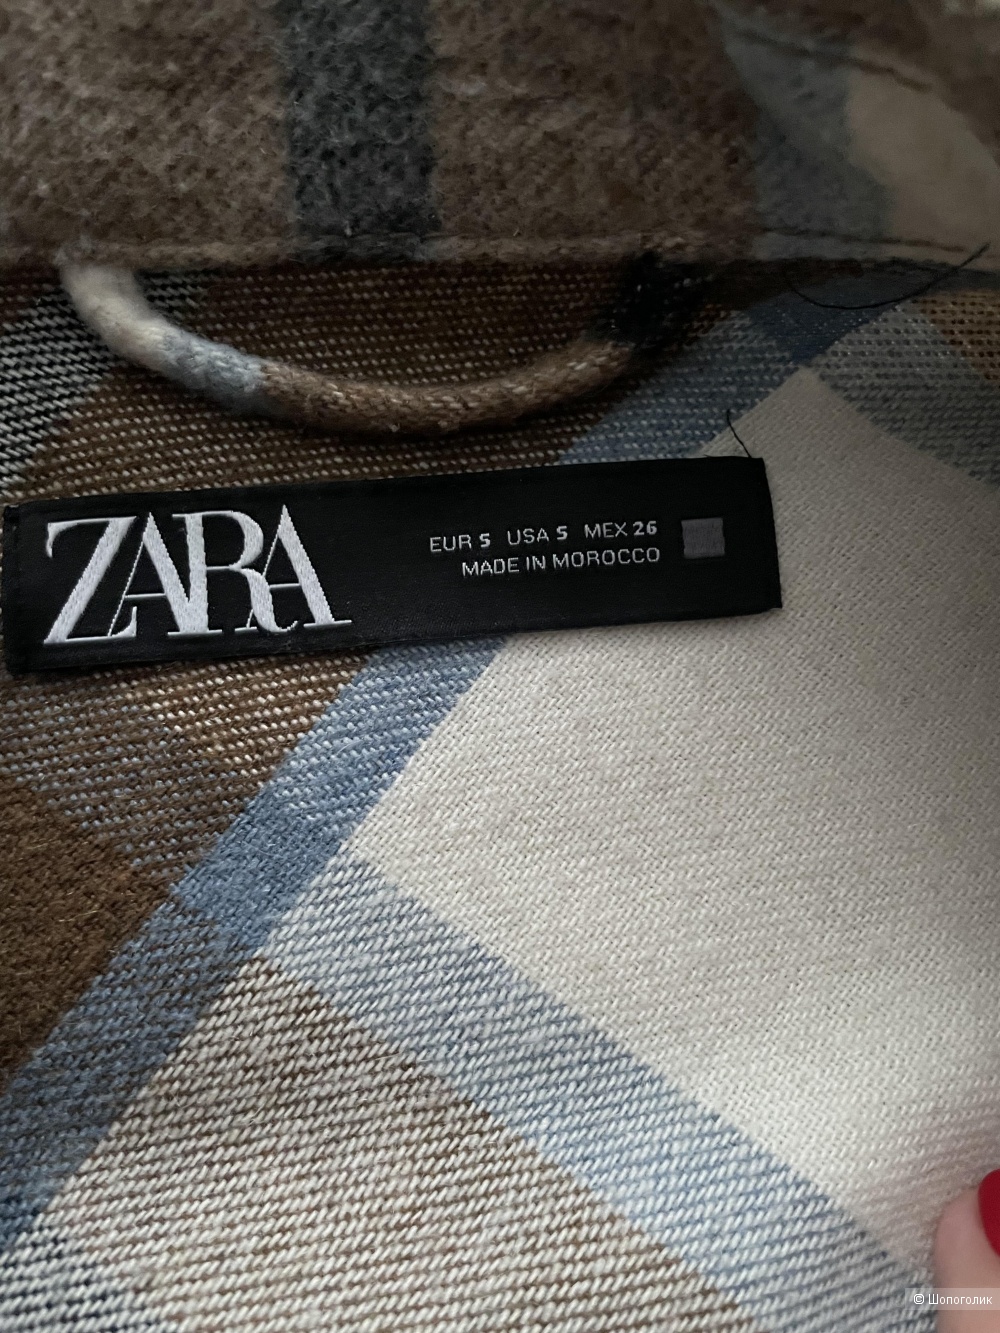 ZARA
EUR S USA S MEX 26
MADE IN MOROCCO
© Шопоголик